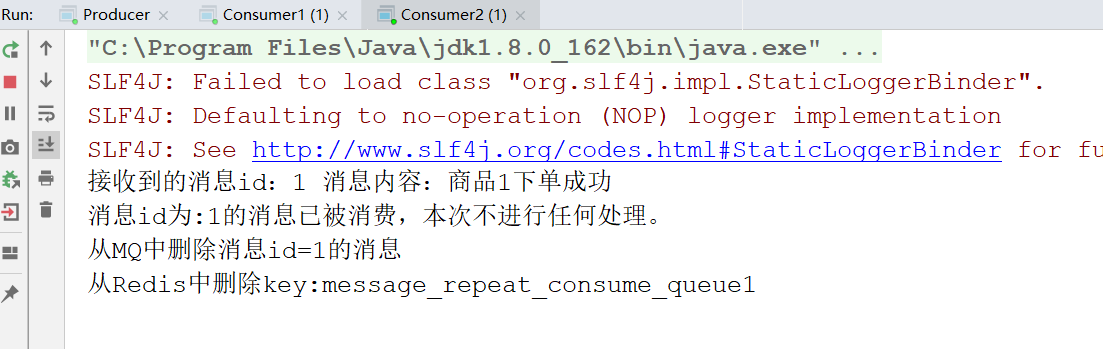 Run: Producer Consumer1 (1) Consumer2 (1)
"C:\Program Files\Java\jdk1.8.0_162\bin\java.exe" ...
SLF4J: Failed to load class "org.slf4j.impl.StaticLoggerBinder".
SLF4J: Defaulting to no-operation (NOP) logger implementation
SLF4J: See http://www.slf4j.org/codes.html#StaticLoggerBinder for fu
接收到的消息id: 1 消息内容: 商品1下单成功
消息id为:1的消息已被消费，本次不进行任何处理。
从MQ中删除消息id=1的消息
从Redis中删除key:message_repeat_consume_queue1